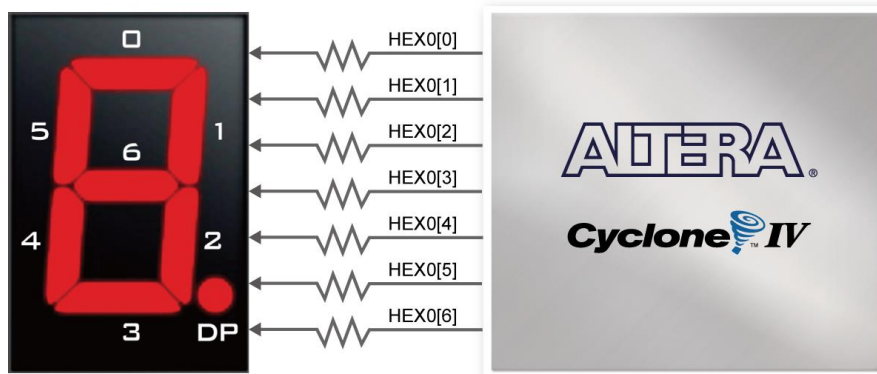 0
5
1
6
4
2
3
DP
HEX0[0]
HEX0[1]
HEX0[2]
HEX0[3]
HEX0[4]
HEX0[5]
HEX0[6]
ALTERA®
Cyclone™ IV